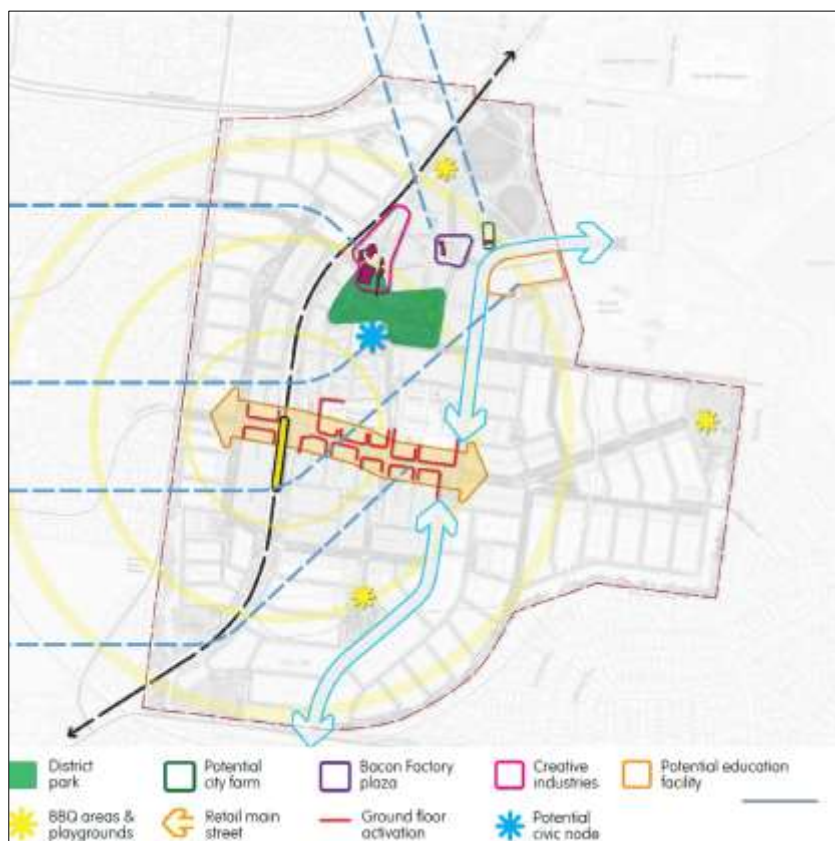 District
park
Potential
city farm
Bacon Factory
plaza
Creative
industries
Potential education
facility
BBQ areas &
playgrounds
Retail main
street
Ground floor
activation
Potential
civic node